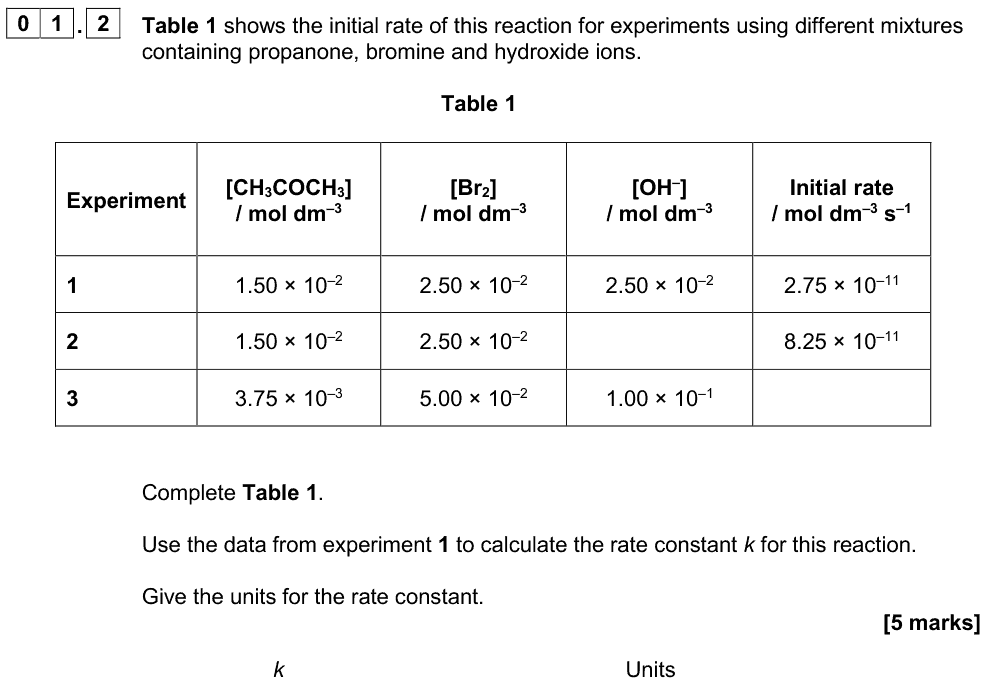 0 1 . 2 Table 1 shows the initial rate of this reaction for experiments using different mixtures
containing propanone, bromine and hydroxide ions.
Table 1
Experiment [CH₃COCH₃] / mol dm⁻³ [Br₂] / mol dm⁻³ [OH⁻] / mol dm⁻³ Initial rate / mol dm⁻³ s⁻¹
1 1.50 × 10⁻² 2.50 × 10⁻² 2.50 × 10⁻² 2.75 × 10⁻¹¹
2 1.50 × 10⁻² 2.50 × 10⁻² 8.25 × 10⁻¹¹
3 3.75 × 10⁻³ 5.00 × 10⁻² 1.00 × 10⁻¹
Complete Table 1.
Use the data from experiment 1 to calculate the rate constant k for this reaction.
Give the units for the rate constant.
[5 marks]
k Units